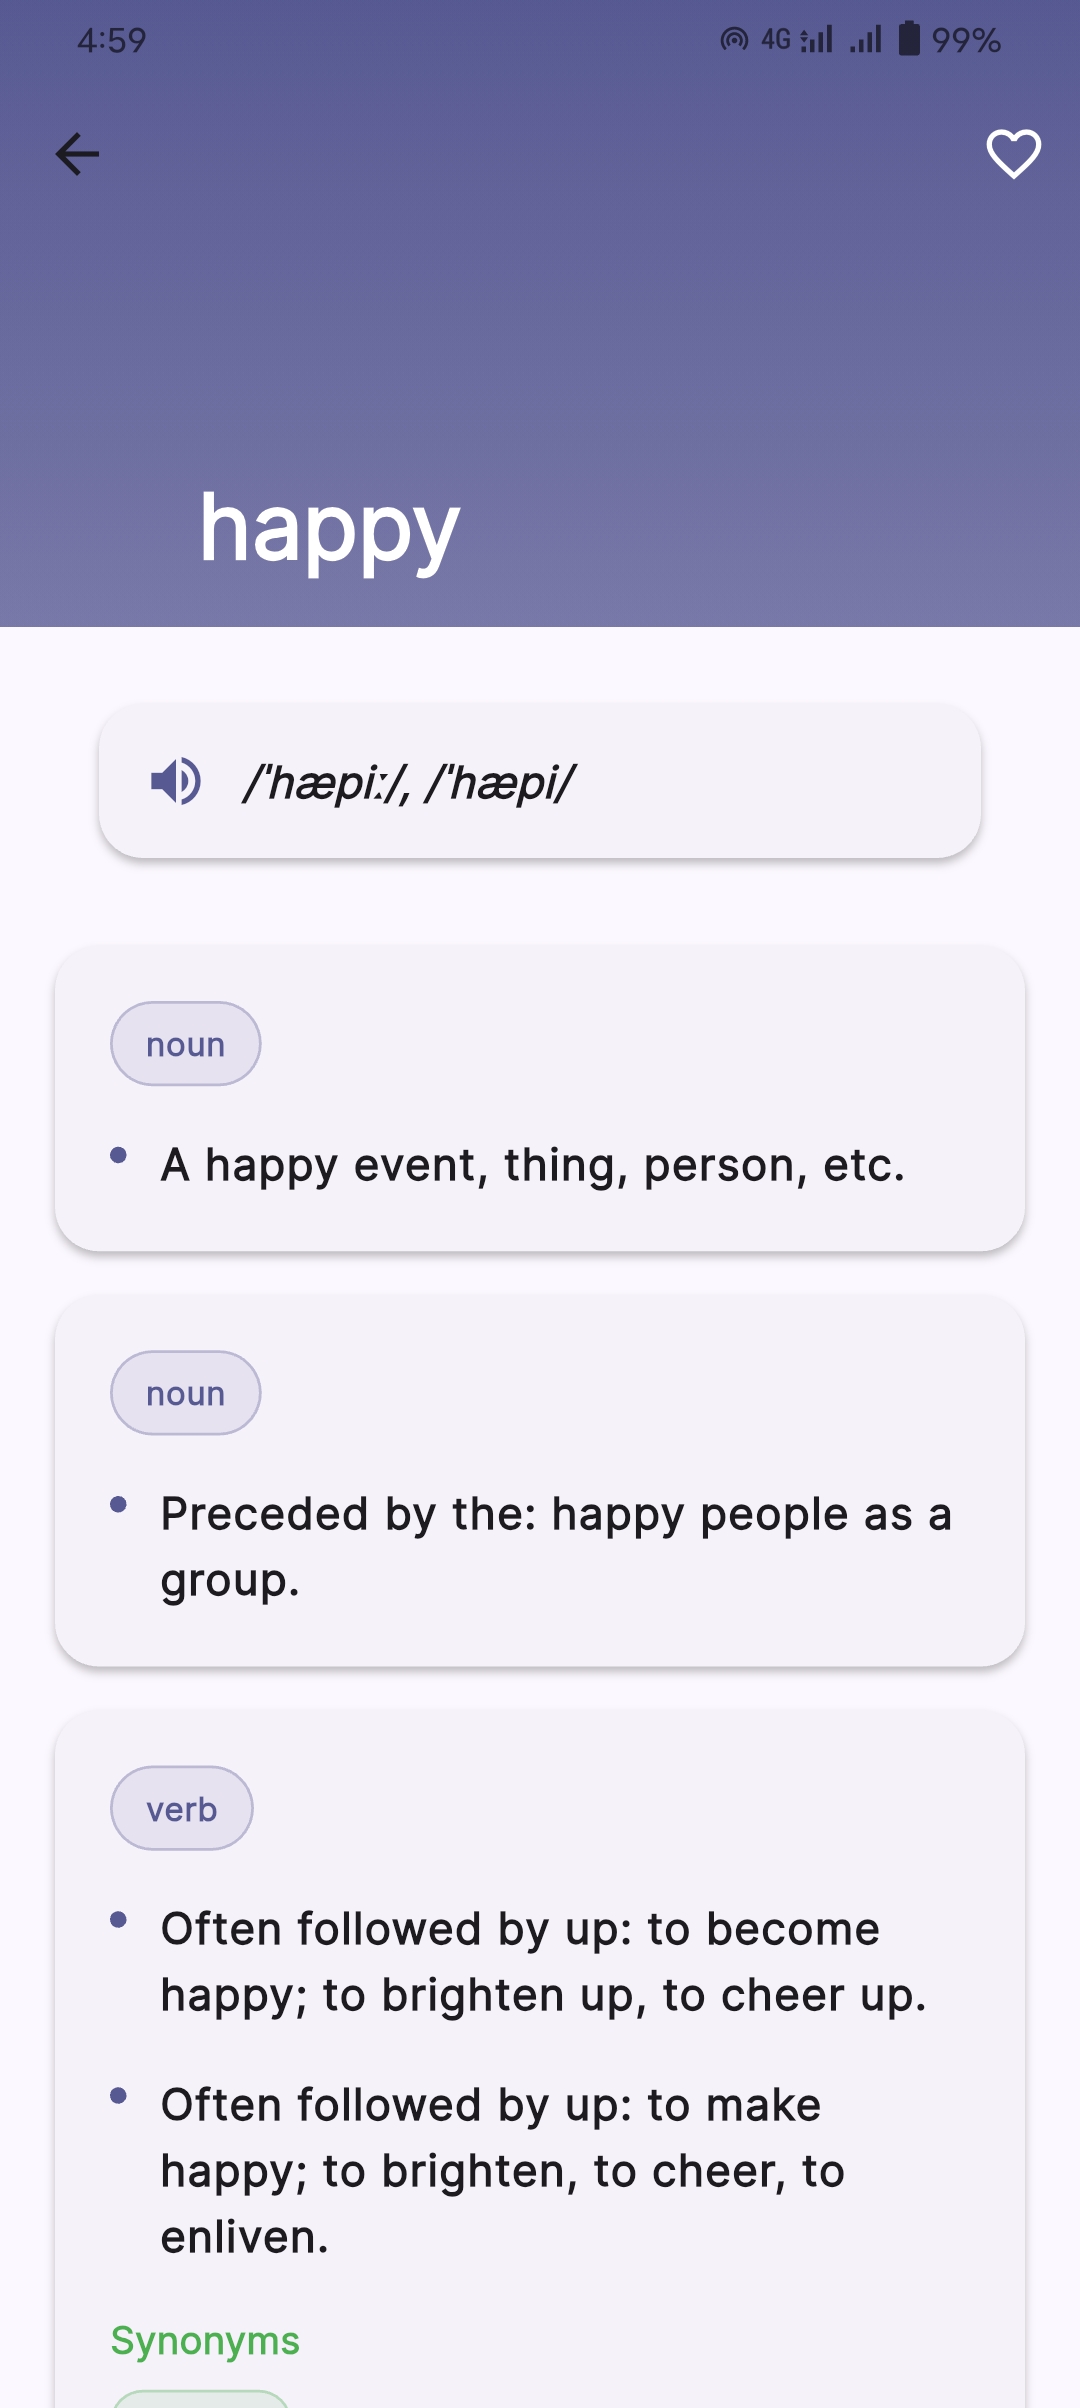 4:59
4G 99%
happy
/ˈhæpiː/, /ˈhæpi/
noun
A happy event, thing, person, etc.
noun
Preceded by the: happy people as a
group.
verb
Often followed by up: to become
happy; to brighten up, to cheer up.
Often followed by up: to make
happy; to brighten, to cheer, to
enliven.
Synonyms